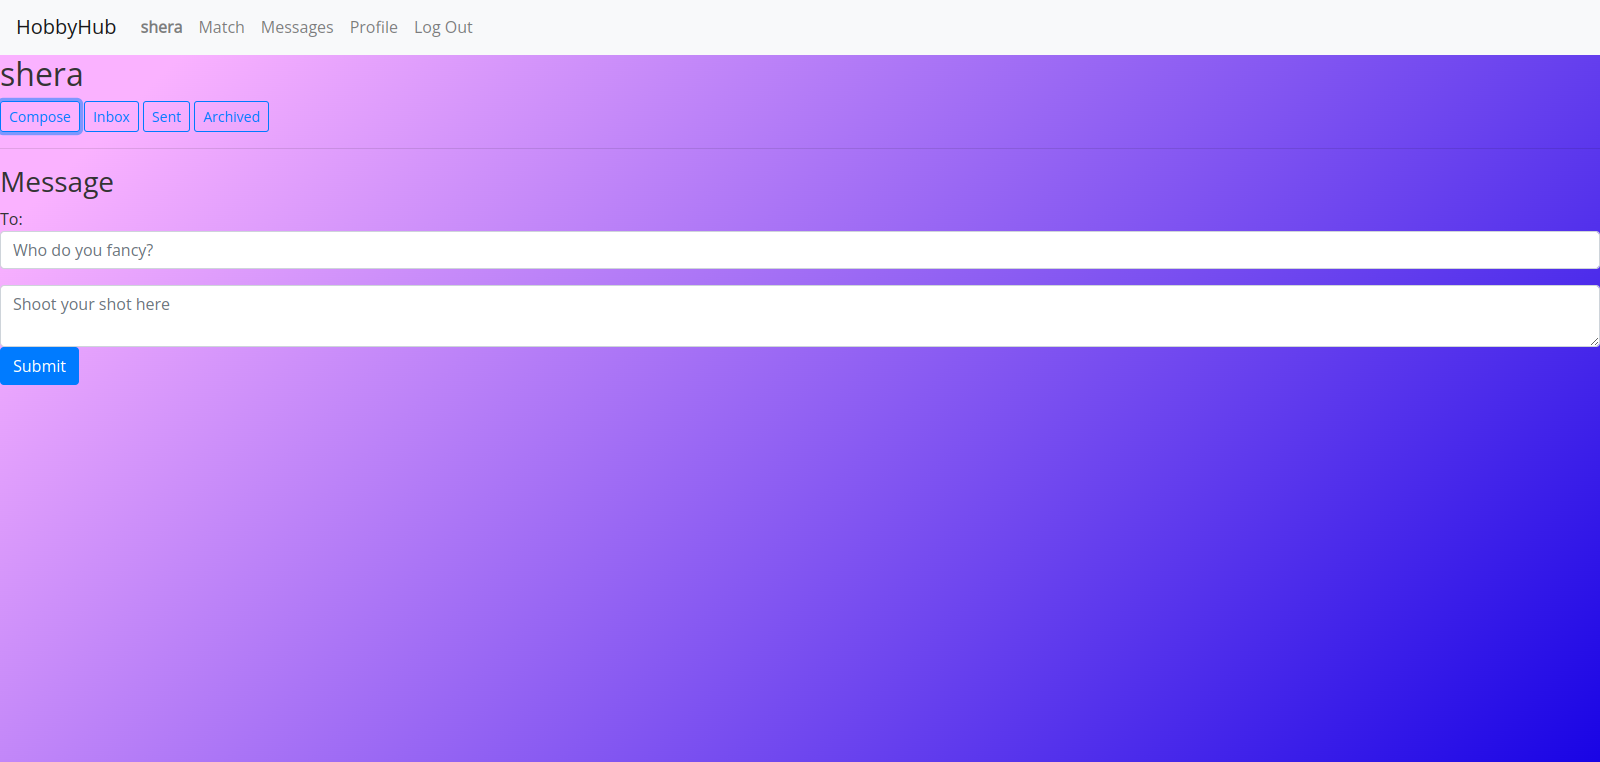 HobbyHub shera Match Messages Profile Log Out
shera
Compose Inbox Sent Archived
Message
To:
Who do you fancy?
Shoot your shot here
Submit